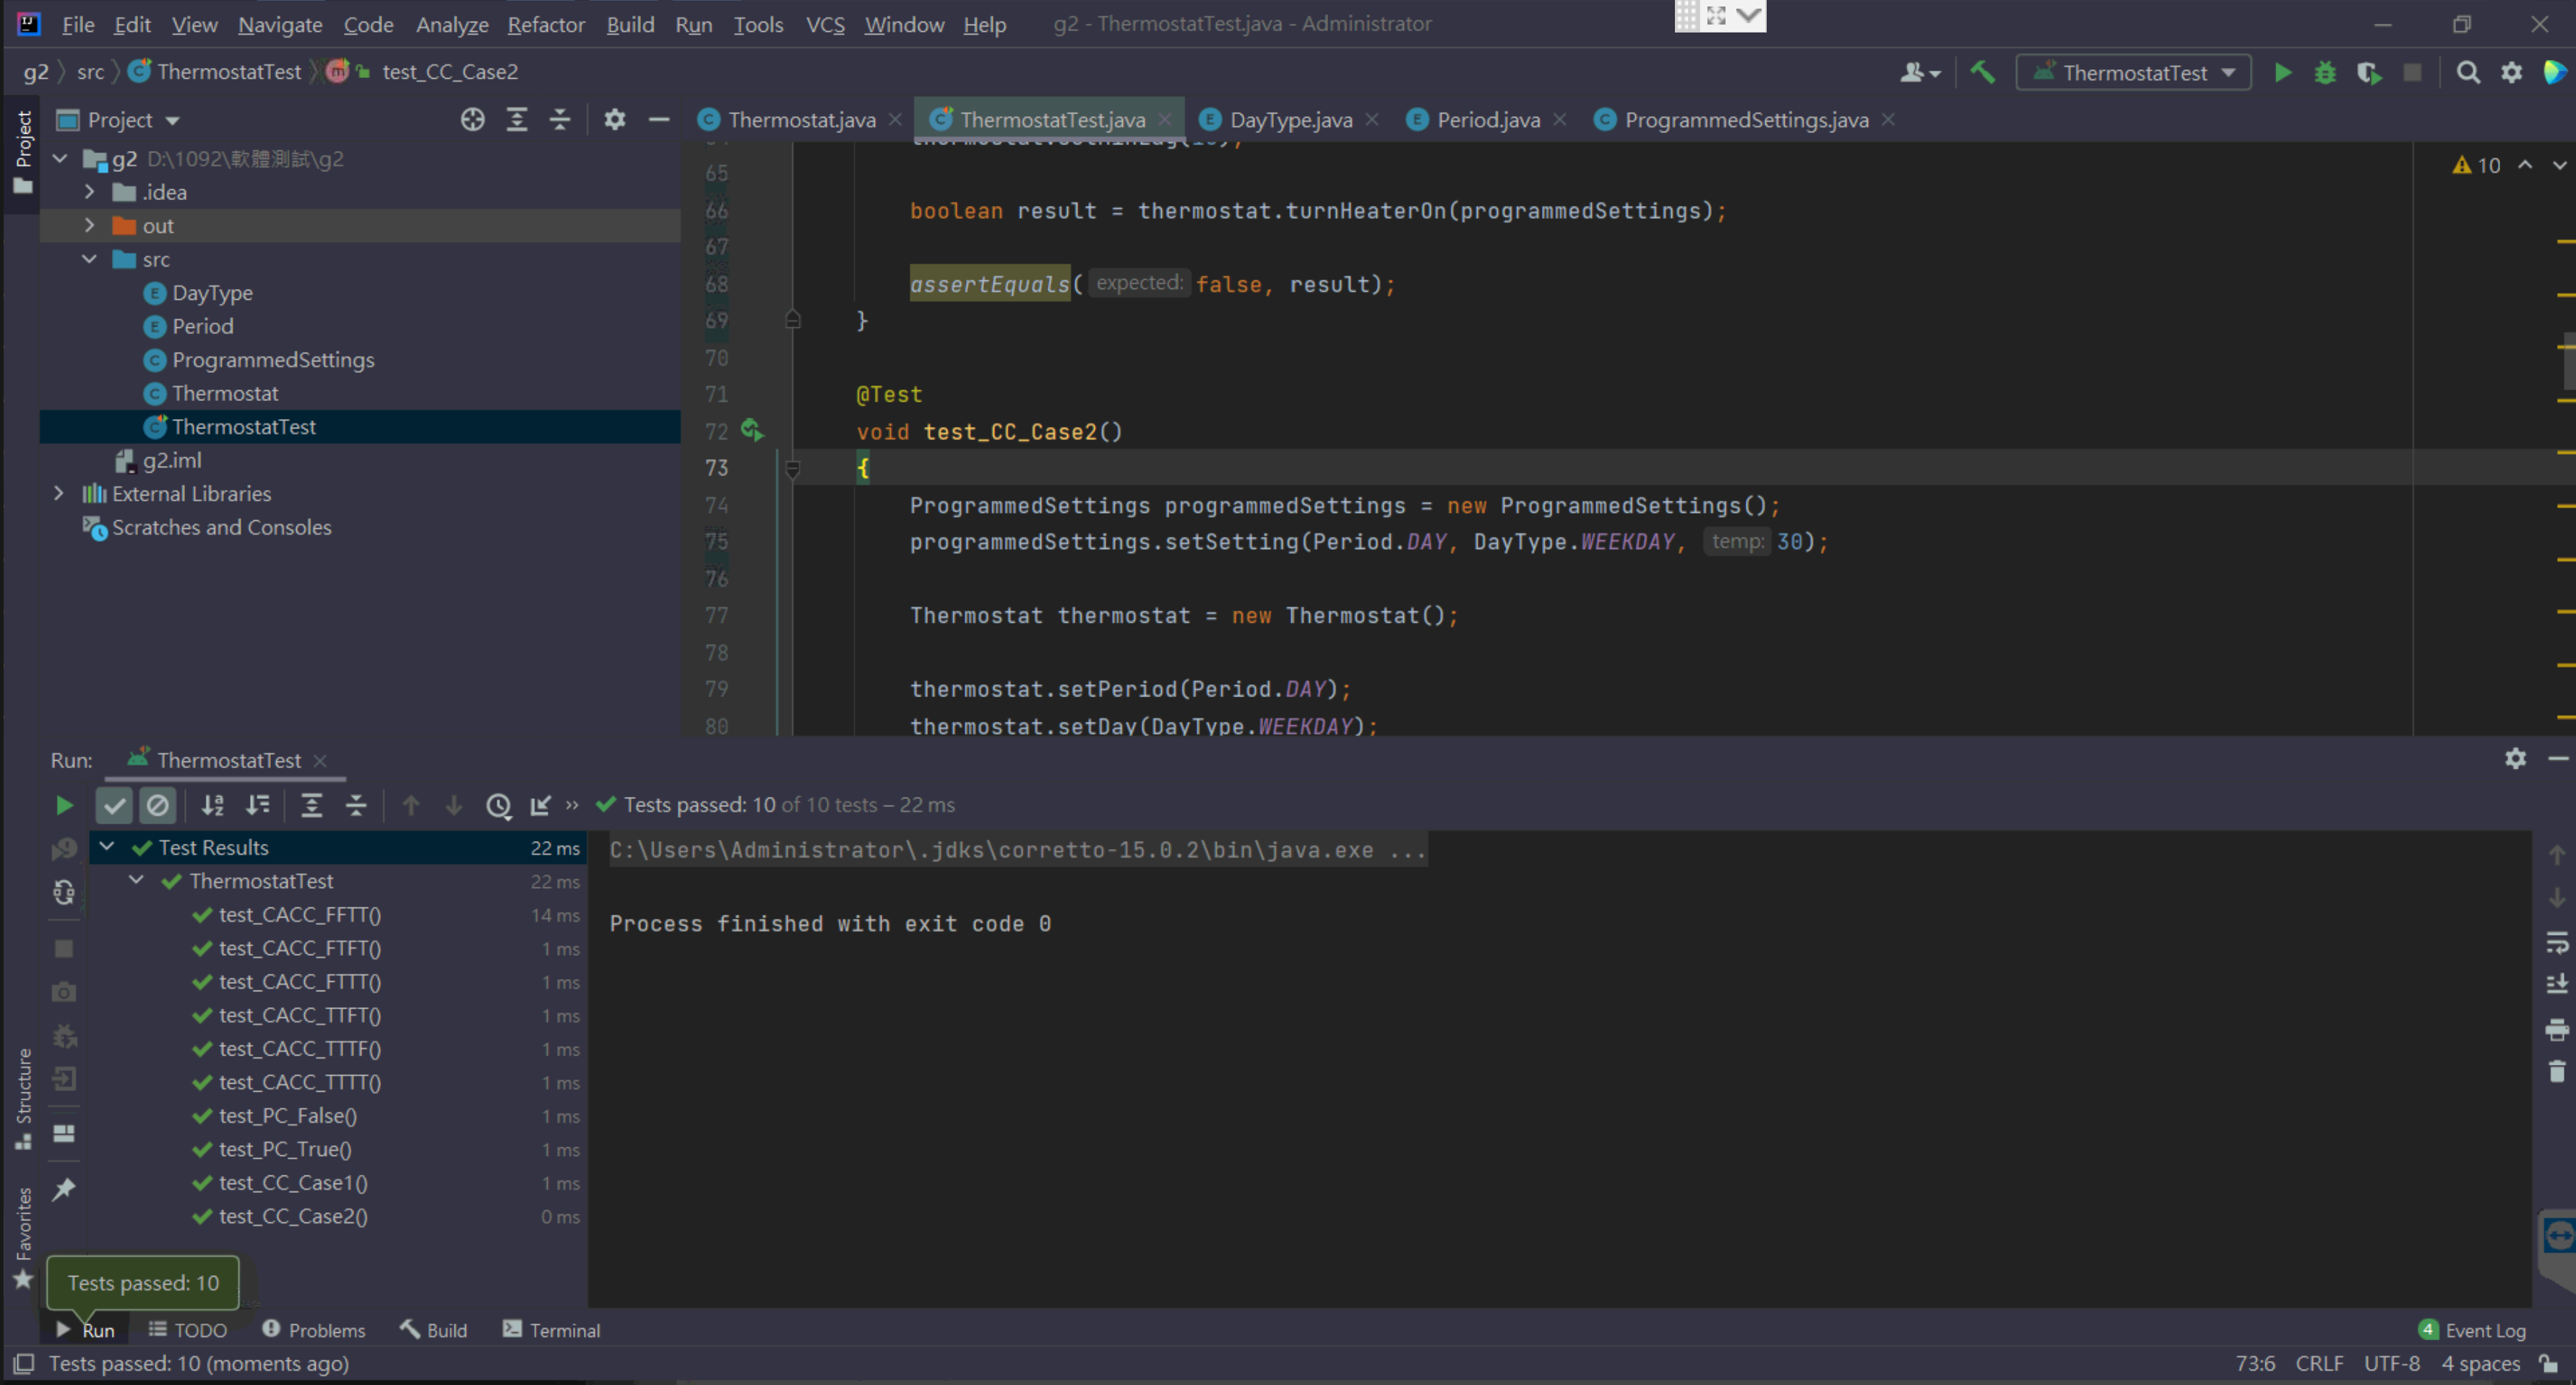 File Edit View Navigate Code Analyze Refactor Build Run Tools VCS Window Help g2 - ThermostatTest.java - Administrator
g2 src ThermostatTest test_CC_Case2 ThermostatTest
Project Thermostat.java ThermostatTest.java DayType.java Period.java ProgrammedSettings.java
Project
g2 D:\1092\軟體測試\g2
.idea
out
src
DayType
Period
ProgrammedSettings
Thermostat
ThermostatTest
g2.iml
External Libraries
Scratches and Consoles
10
65
66 boolean result = thermostat.turnHeaterOn(programmedSettings);
67
68 assertEquals( expected: false, result);
69 }
70
71 @Test
72 void test_CC_Case2()
73 {
74 ProgrammedSettings programmedSettings = new ProgrammedSettings();
75 programmedSettings.setSetting(Period.DAY, DayType.WEEKDAY, temp: 30);
76
77 Thermostat thermostat = new Thermostat();
78
79 thermostat.setPeriod(Period.DAY);
80 thermostat.setDay(DayType.WEEKDAY);
Run: ThermostatTest
Tests passed: 10 of 10 tests – 22 ms
Test Results 22 ms
ThermostatTest 22 ms
test_CACC_FFTT() 14 ms
test_CACC_FTFT() 1 ms
test_CACC_FTTT() 1 ms
test_CACC_TTFT() 1 ms
test_CACC_TTTF() 1 ms
test_CACC_TTTT() 1 ms
test_PC_False() 1 ms
test_PC_True() 1 ms
test_CC_Case1() 1 ms
test_CC_Case2() 0 ms
C:\Users\Administrator\.jdks\corretto-15.0.2\bin\java.exe ...
Process finished with exit code 0
Structure
Favorites
Tests passed: 10
Run TODO Problems Build Terminal 4 Event Log
Tests passed: 10 (moments ago) 73:6 CRLF UTF-8 4 spaces